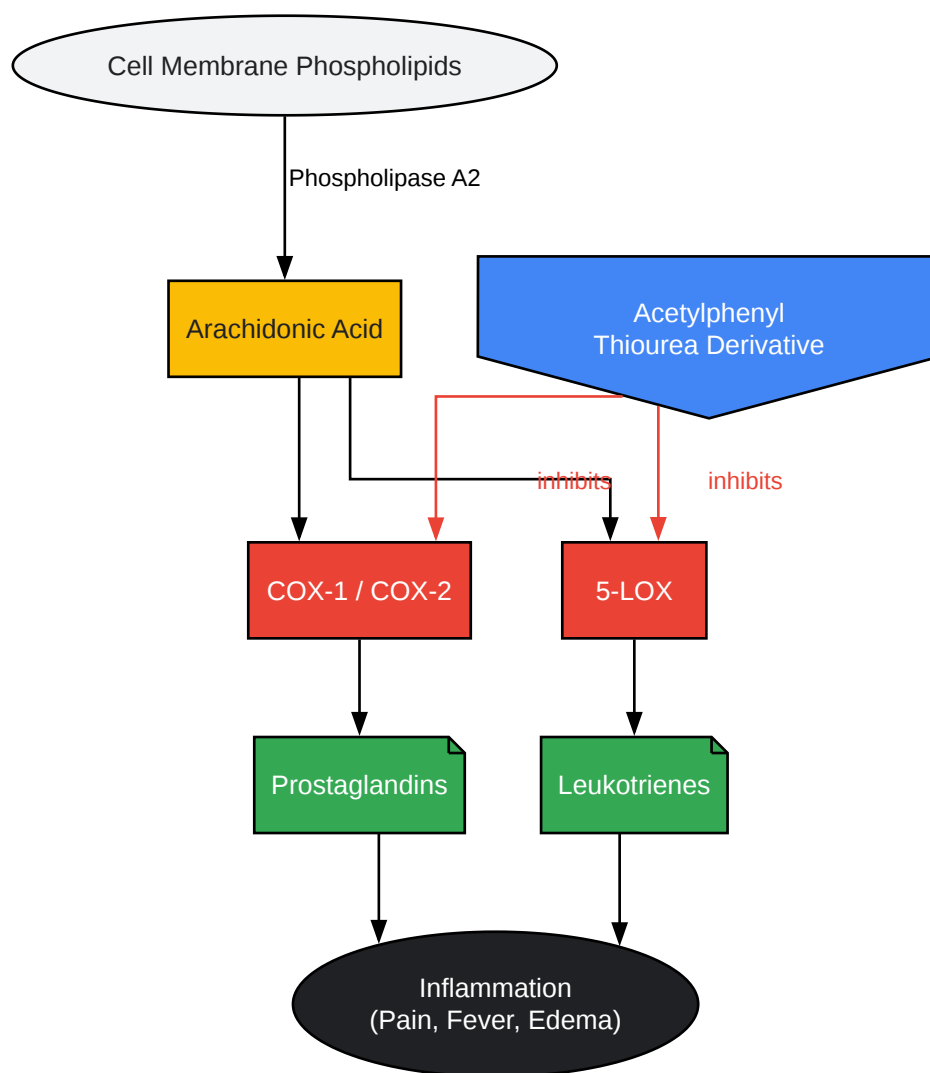 Cell Membrane Phospholipids
Phospholipase A2
Acetylphenyl
Thiourea Derivative
Arachidonic Acid
inhibits
inhibits
COX-1 / COX-2
5-LOX
Prostaglandins
Leukotrienes
Inflammation
(Pain, Fever, Edema)